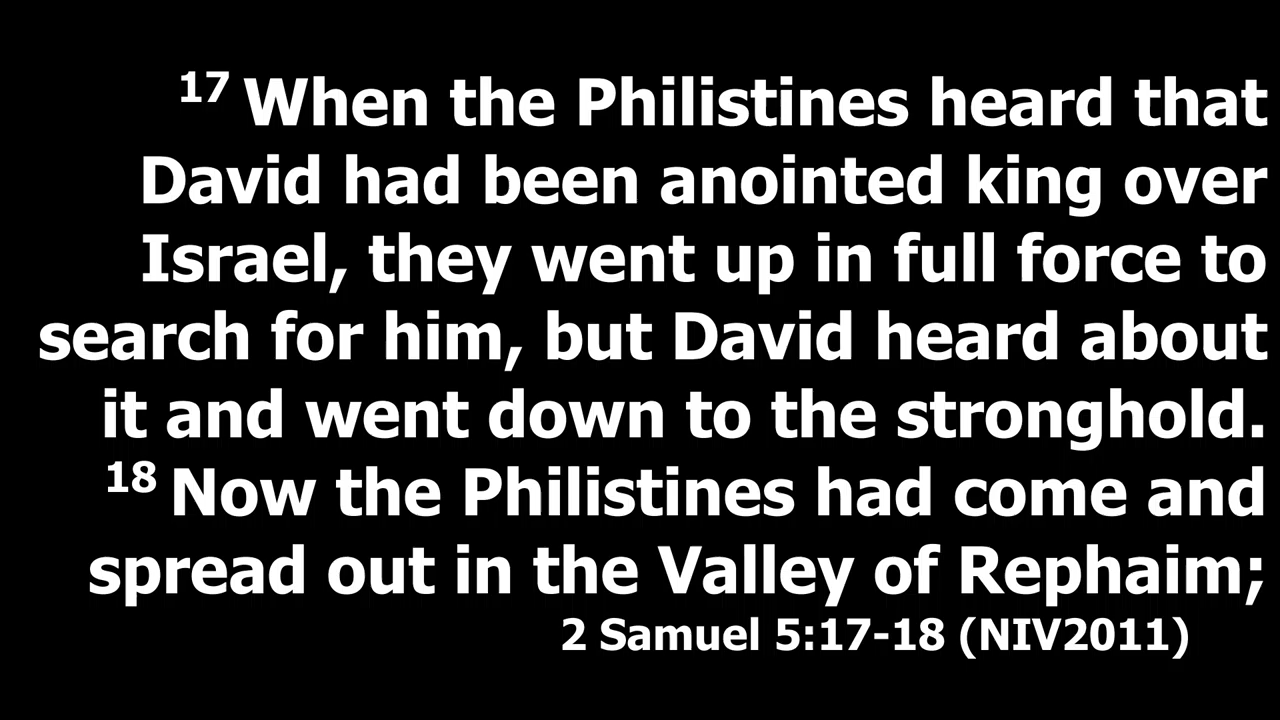 17 When the Philistines heard that
David had been anointed king over
Israel, they went up in full force to
search for him, but David heard about
it and went down to the stronghold.
18 Now the Philistines had come and
spread out in the Valley of Rephaim;
2 Samuel 5:17-18 (NIV2011)